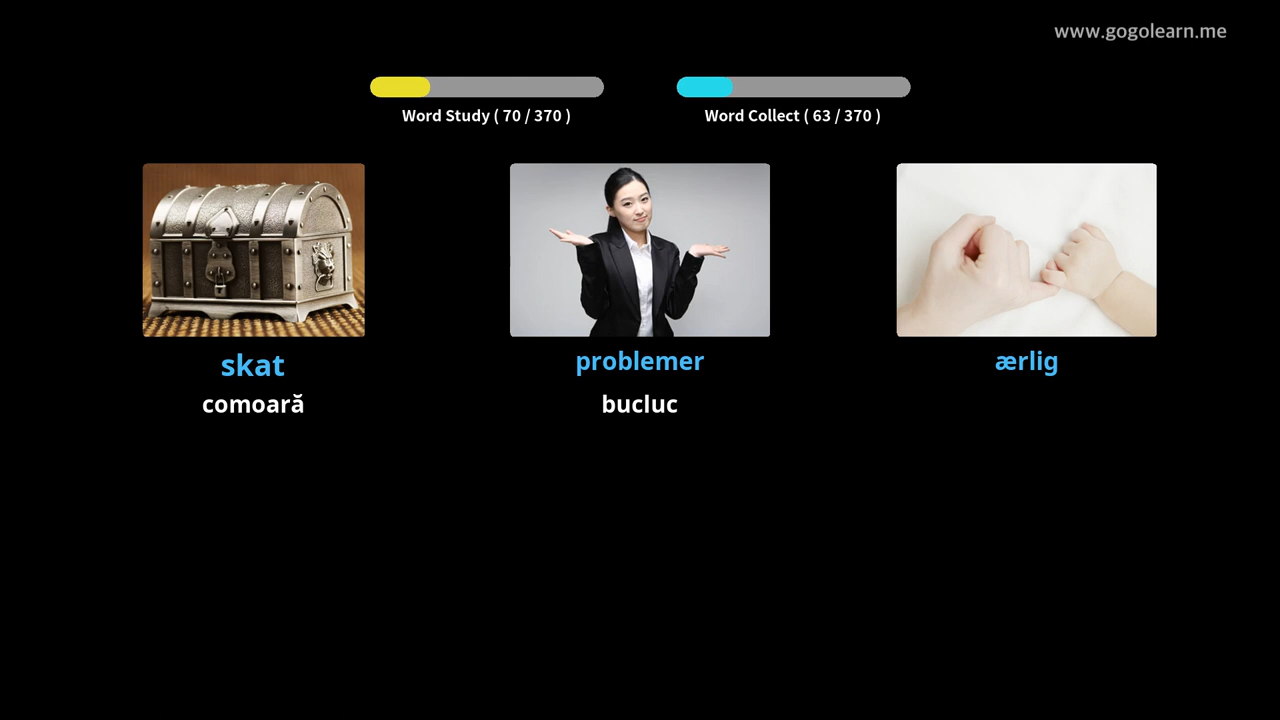 www.gogolearn.me
Word Study ( 70 / 370 )
Word Collect ( 63 / 370 )
skat
problemer
ærlig
comoară
bucluc